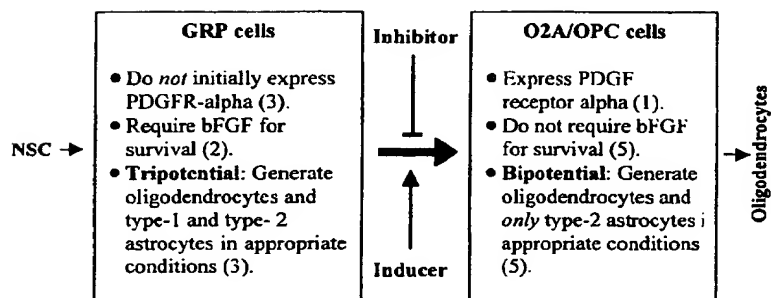 GRP cells
• Do not initially express
PDGFR-alpha (3).
• Require bFGF for
survival (2).
• Tripotential: Generate
oligodendrocytes and
type-1 and type- 2
astrocytes in appropriate
conditions (3).
NSC
Inhibitor
Inducer
O2A/OPC cells
• Express PDGF
receptor alpha (1).
• Do not require bFGF
for survival (5).
• Bipotential: Generate
oligodendrocytes and
only type-2 astrocytes i
appropriate conditions
(5).
Oligodendrocytes